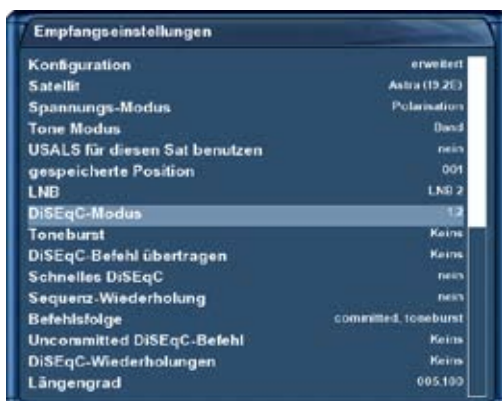 Empfangseinstellungen
Konfiguration erweitert
Satellit Astra (19,2E)
Spannungs-Modus Polarisation
Tone Modus Band
USALS für diesen Sat benutzen nein
gespeicherte Position 001
LNB LNB 2
DiSEqC-Modus 1.2
Toneburst Keins
DiSEqC-Befehl übertragen Keins
Schnelles DiSEqC nein
Sequenz-Wiederholung nein
Befehlsfolge committed, toneburst
Uncommitted DiSEqC-Befehl Keins
DiSEqC-Wiederholungen Keins
Längengrad 005.100